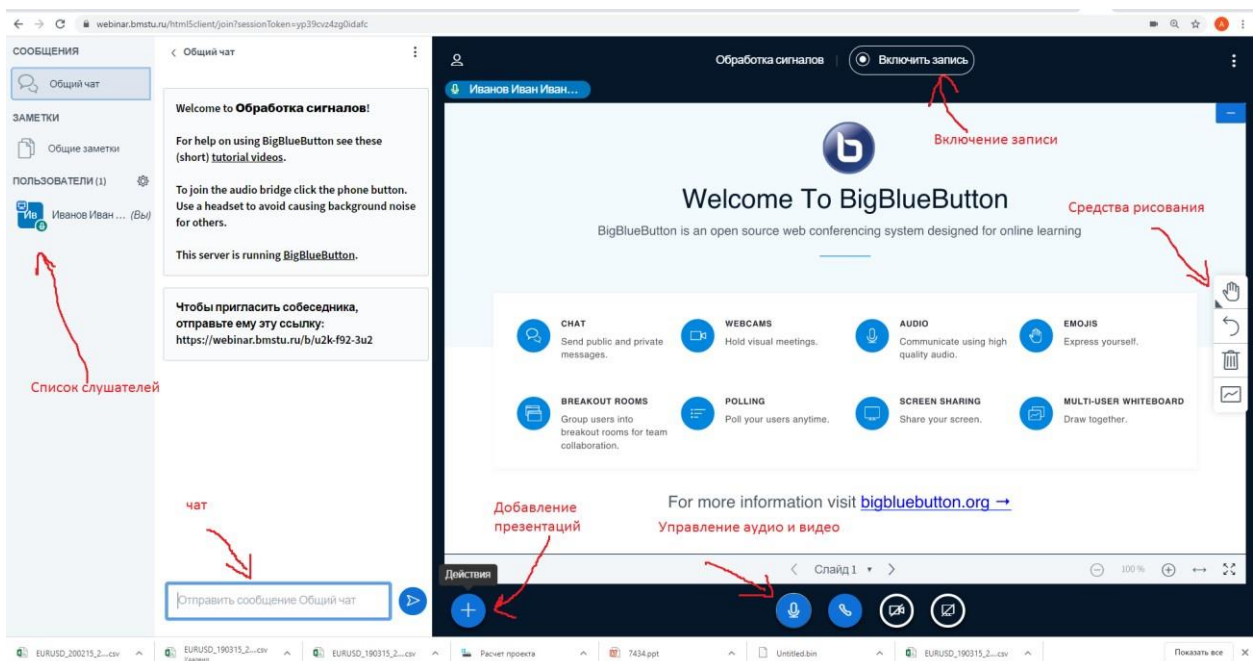 webinar.bmstu.ru/html5client/join?sessionToken=yp39cvz4zg0idafc
A
СООБЩЕНИЯ
Общий чат
ЗАМЕТКИ
Общие заметки
ПОЛЬЗОВАТЕЛИ (1)
Ив
Иванов Иван ... (Вы)
Список слушателей
Общий чат
Welcome to Обработка сигналов!
For help on using BigBlueButton see these
(short) tutorial videos.
To join the audio bridge click the phone button.
Use a headset to avoid causing background noise
for others.
This server is running BigBlueButton.
Чтобы пригласить собеседника,
отправьте ему эту ссылку:
https://webinar.bmstu.ru/b/u2k-f92-3u2
чат
Отправить сообщение Общий чат
Обработка сигналов
Включить запись
Иванов Иван Иван...
Включение записи
b
Welcome To BigBlueButton
BigBlueButton is an open source web conferencing system designed for online learning
Средства рисования
CHAT
Send public and private
messages.
WEBCAMS
Hold visual meetings.
AUDIO
Communicate using high
quality audio.
EMOJIS
Express yourself.
BREAKOUT ROOMS
Group users into
breakout rooms for team
collaboration.
POLLING
Poll your users anytime.
SCREEN SHARING
Share your screen.
MULTI-USER WHITEBOARD
Draw together.
For more information visit bigbluebutton.org →
Добавление
презентаций
Управление аудио и видео
Слайд 1
100 %
Действия
EURUSD_200215_2....csv
EURUSD_190315_2....csv
EURUSD_190315_2....csv
Расчет проекта
7434.ppt
Untitled.bin
EURUSD_190315_2....csv
Показать все